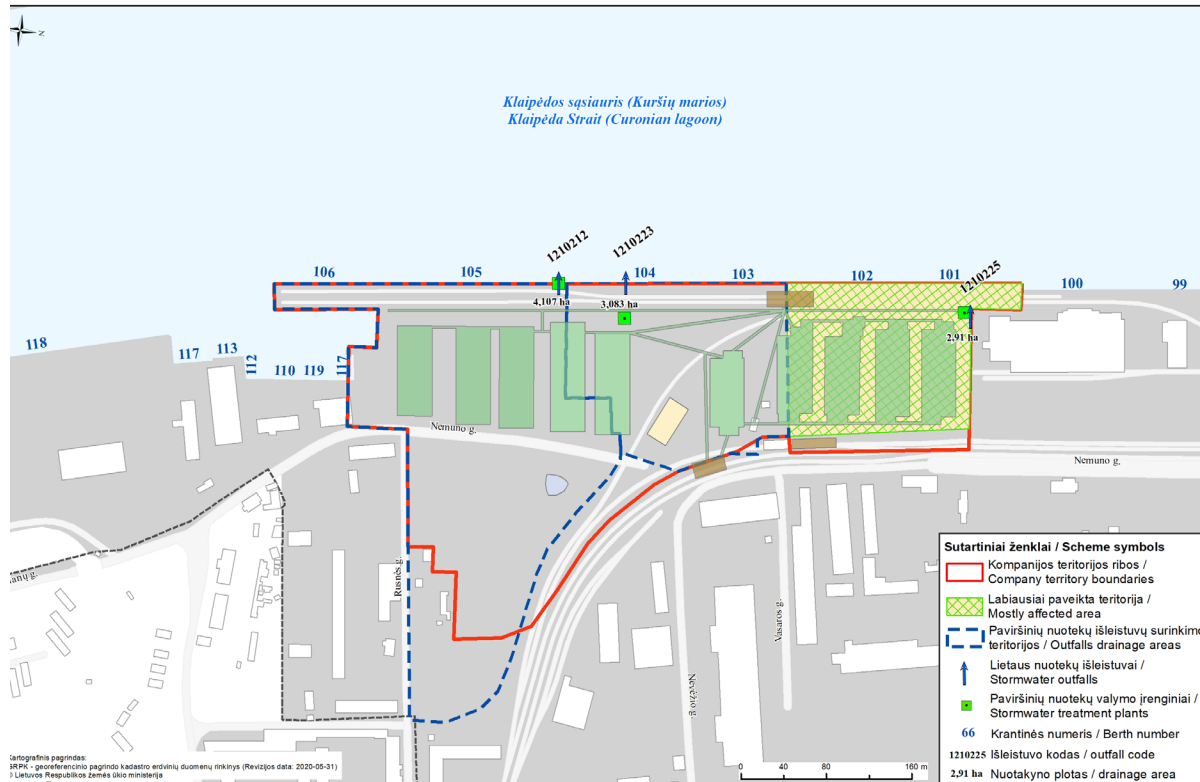 N
Klaipėdos sąsiauris (Kuršių marios)
Klaipėda Strait (Curonian lagoon)
1210212
1210223
1210225
106
105
104
103
102
101
100
99
4,107 ha
3,083 ha
2,91 ha
118
117
113
112
110
119
117
Nemuno g.
Nemuno g.
Rusnės g.
Vasaros g.
Nevėžio g.
anų g.
Sutartiniai ženklai / Scheme symbols
Kompanijos teritorijos ribos /
Company territory boundaries
Labiausiai paveikta teritorija /
Mostly affected area
Paviršinių nuotekų išleistuvų surinkimo
teritorijos / Outfalls drainage areas
Lietaus nuotekų išleistuvai /
Stormwater outfalls
Paviršinių nuotekų valymo įrenginiai /
Stormwater treatment plants
66 Krantinės numeris / Berth number
1210225 Išleistuvo kodas / outfall code
2,91 ha Nuotakyno plotas / drainage area
Kartografinis pagrindas:
GRPK - georeferencinio pagrindo kadastro erdvinių duomenų rinkinys (Revizijos data: 2020-05-31)
© Lietuvos Respublikos žemės ūkio ministerija
0 40 80 160 m